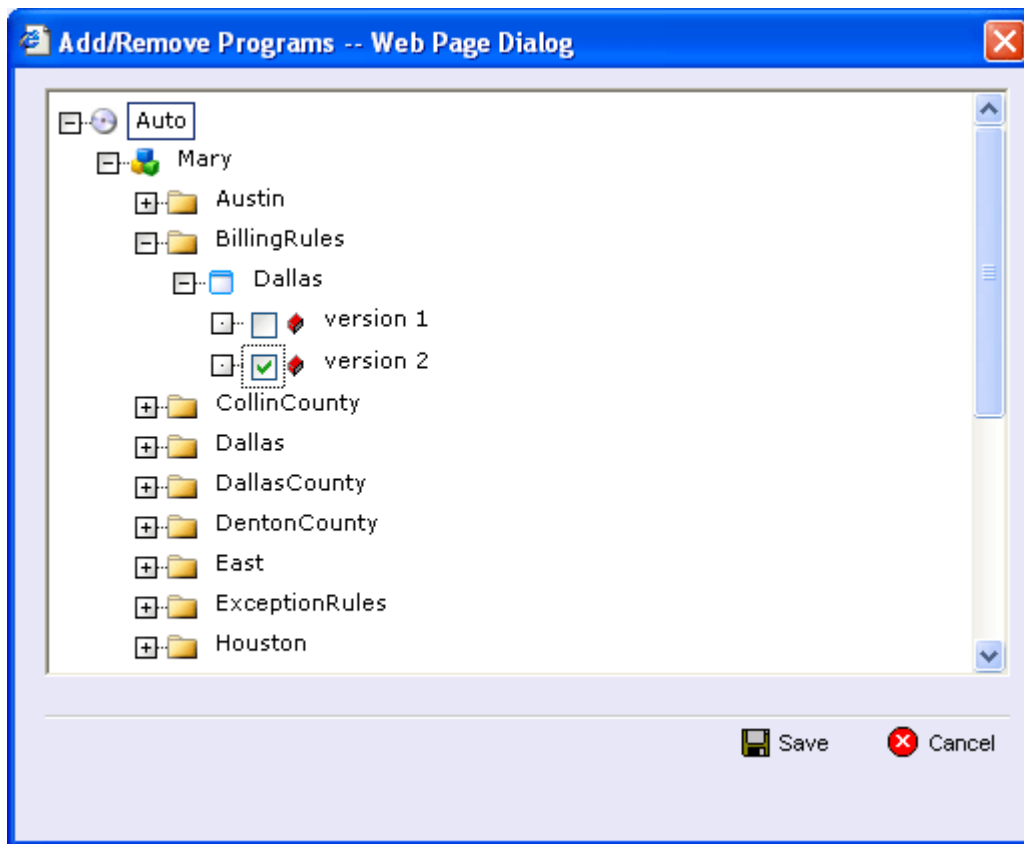 Add/Remove Programs -- Web Page Dialog
Auto
Mary
Austin
BillingRules
Dallas
version 1
version 2
CollinCounty
Dallas
DallasCounty
DentonCounty
East
ExceptionRules
Houston
Save Cancel